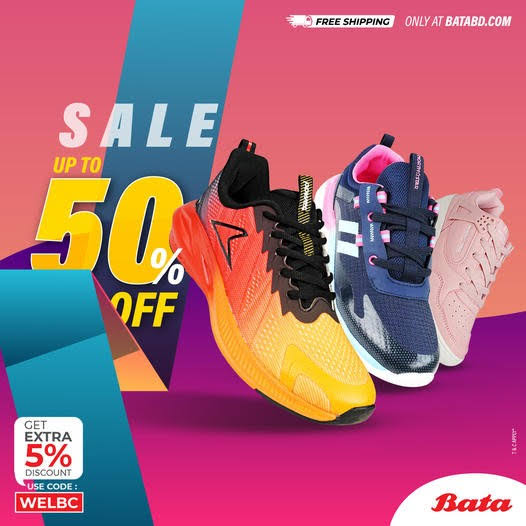 FREE SHIPPING ONLY AT BATABD.COM
SALE
UP TO
50%
OFF
GET
EXTRA
5%
DISCOUNT
USE CODE :
WELBC
T & C APPLY*
Bata